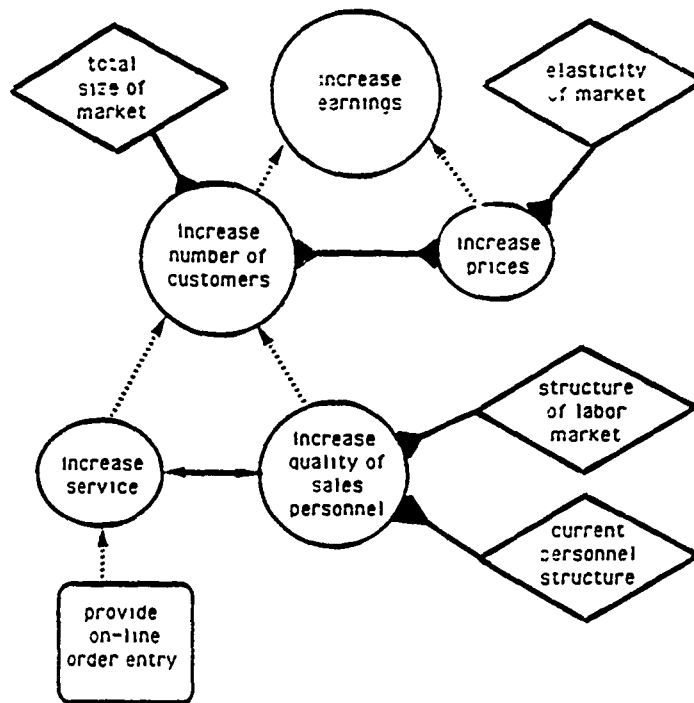 total
size of
market
increase
earnings
elasticity
of market
increase
number of
customers
increase
prices
structure
of labor
market
increase
service
increase
quality of
sales
personnel
current
personnel
structure
provide
on-line
order entry